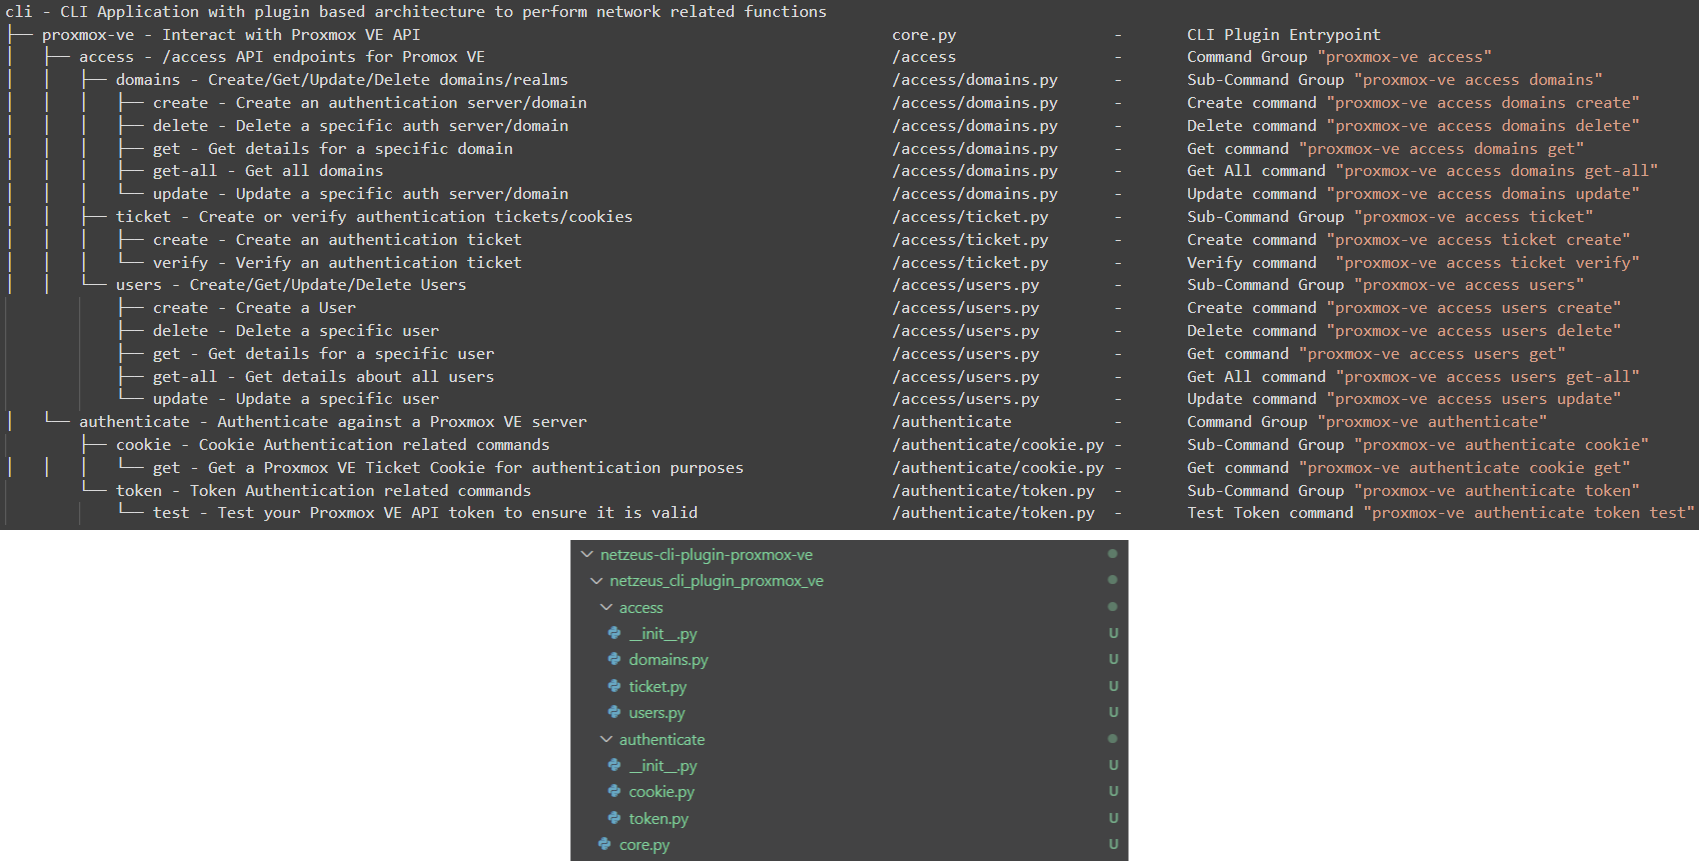 cli - CLI Application with plugin based architecture to perform network related functions
├── proxmox-ve - Interact with Proxmox VE API core.py - CLI Plugin Entrypoint
│   ├── access - /access API endpoints for Promox VE /access - Command Group "proxmox-ve access"
│   │   ├── domains - Create/Get/Update/Delete domains/realms /access/domains.py - Sub-Command Group "proxmox-ve access domains"
│   │   │   ├── create - Create an authentication server/domain /access/domains.py - Create command "proxmox-ve access domains create"
│   │   │   ├── delete - Delete a specific auth server/domain /access/domains.py - Delete command "proxmox-ve access domains delete"
│   │   │   ├── get - Get details for a specific domain /access/domains.py - Get command "proxmox-ve access domains get"
│   │   │   ├── get-all - Get all domains /access/domains.py - Get All command "proxmox-ve access domains get-all"
│   │   │   └── update - Update a specific auth server/domain /access/domains.py - Update command "proxmox-ve access domains update"
│   │   ├── ticket - Create or verify authentication tickets/cookies /access/ticket.py - Sub-Command Group "proxmox-ve access ticket"
│   │   │   ├── create - Create an authentication ticket /access/ticket.py - Create command "proxmox-ve access ticket create"
│   │   │   └── verify - Verify an authentication ticket /access/ticket.py - Verify command "proxmox-ve access ticket verify"
│   │   └── users - Create/Get/Update/Delete Users /access/users.py - Sub-Command Group "proxmox-ve access users"
            ├── create - Create a User /access/users.py - Create command "proxmox-ve access users create"
            ├── delete - Delete a specific user /access/users.py - Delete command "proxmox-ve access users delete"
            ├── get - Get details for a specific user /access/users.py - Get command "proxmox-ve access users get"
            ├── get-all - Get details about all users /access/users.py - Get All command "proxmox-ve access users get-all"
            └── update - Update a specific user /access/users.py - Update command "proxmox-ve access users update"
│   └── authenticate - Authenticate against a Proxmox VE server /authenticate - Command Group "proxmox-ve authenticate"
        ├── cookie - Cookie Authentication related commands /authenticate/cookie.py - Sub-Command Group "proxmox-ve authenticate cookie"
│   │   │   └── get - Get a Proxmox VE Ticket Cookie for authentication purposes /authenticate/cookie.py - Get command "proxmox-ve authenticate cookie get"
        └── token - Token Authentication related commands /authenticate/token.py - Sub-Command Group "proxmox-ve authenticate token"
            └── test - Test your Proxmox VE API token to ensure it is valid /authenticate/token.py - Test Token command "proxmox-ve authenticate token test"
netzeus-cli-plugin-proxmox-ve
netzeus_cli_plugin_proxmox_ve
access
__init__.py U
domains.py U
ticket.py U
users.py U
authenticate
__init__.py U
cookie.py U
token.py U
core.py U